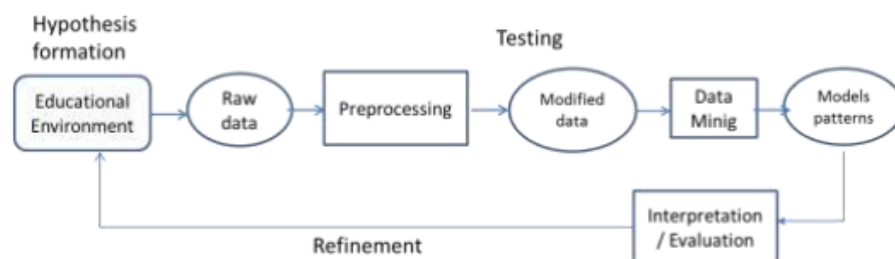 Hypothesis
formation
Testing
Educational
Environment
Raw
data
Preprocessing
Modified
data
Data
Minig
Models
patterns
Interpretation
/ Evaluation
Refinement